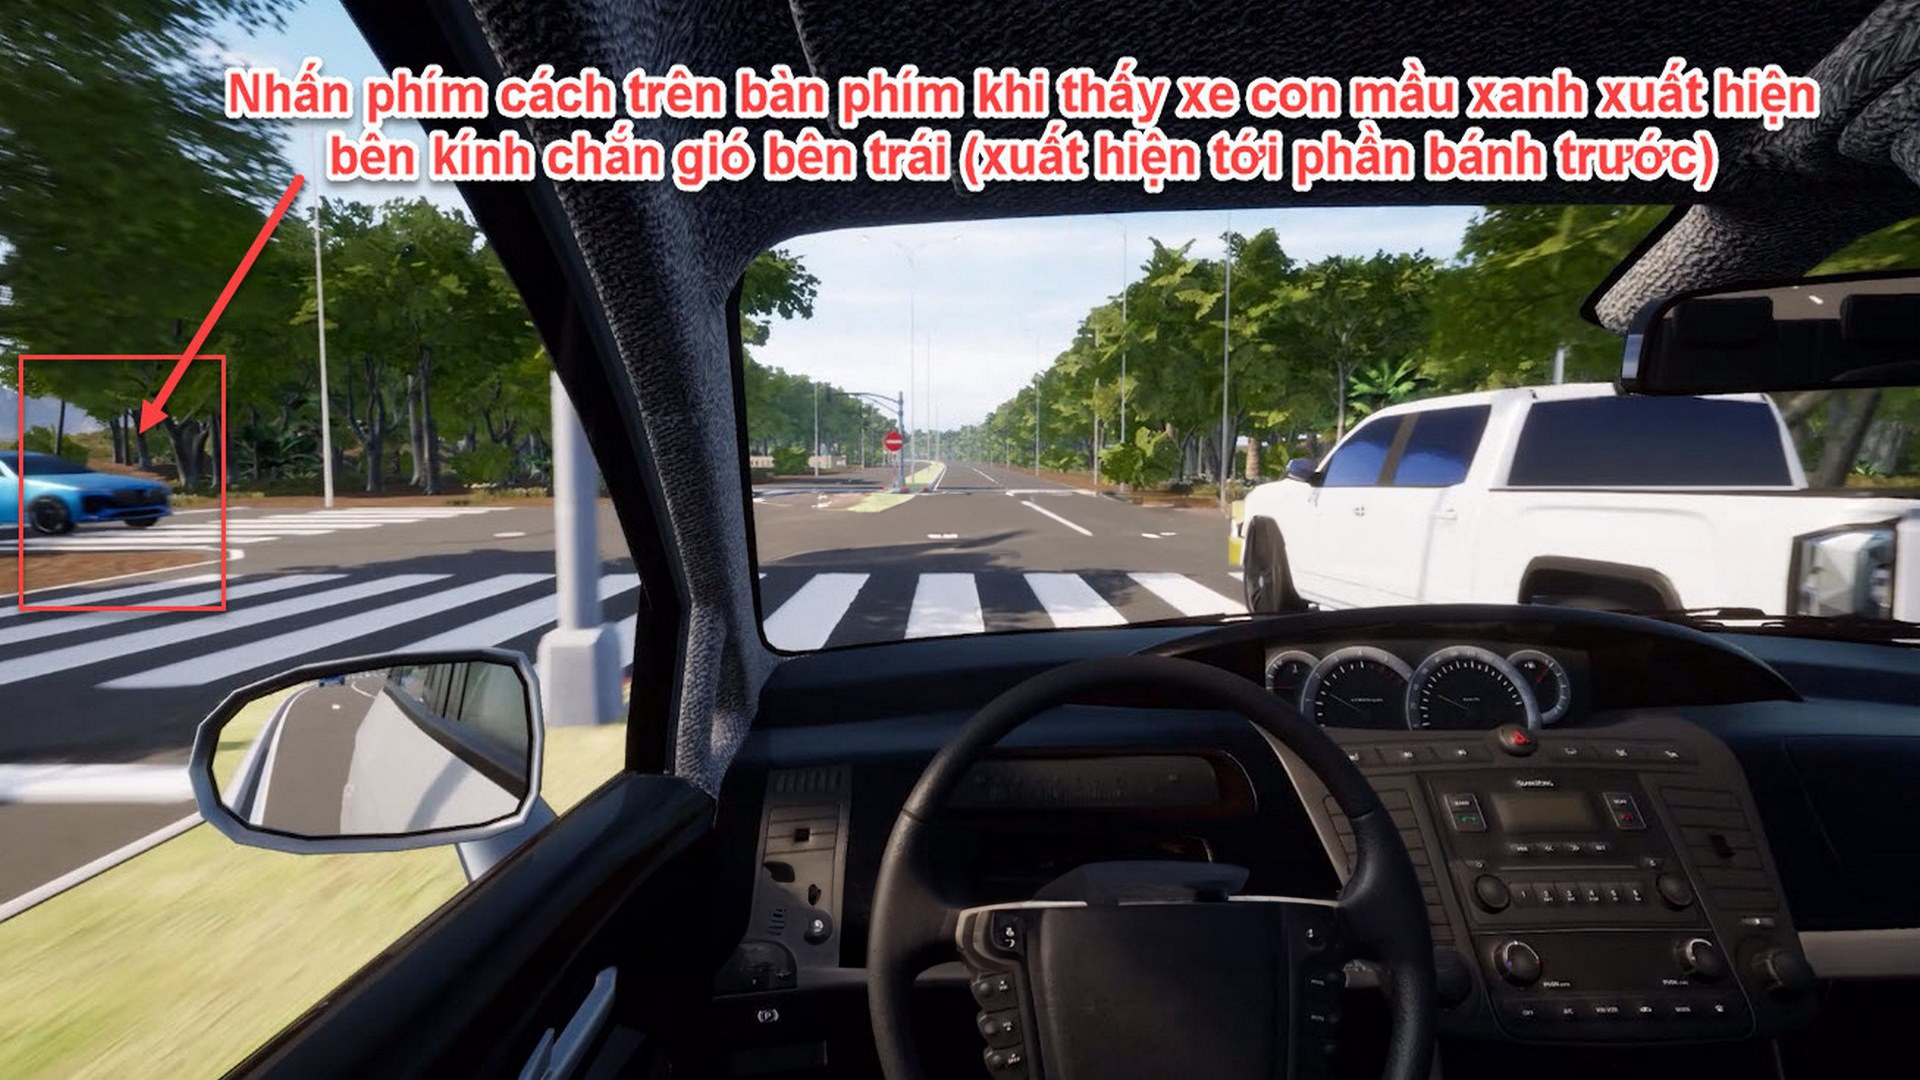 Nhấn phím cách trên bàn phím khi thấy xe con mầu xanh xuất hiện
bên kính chắn gió bên trái (xuất hiện tới phần bánh trước)